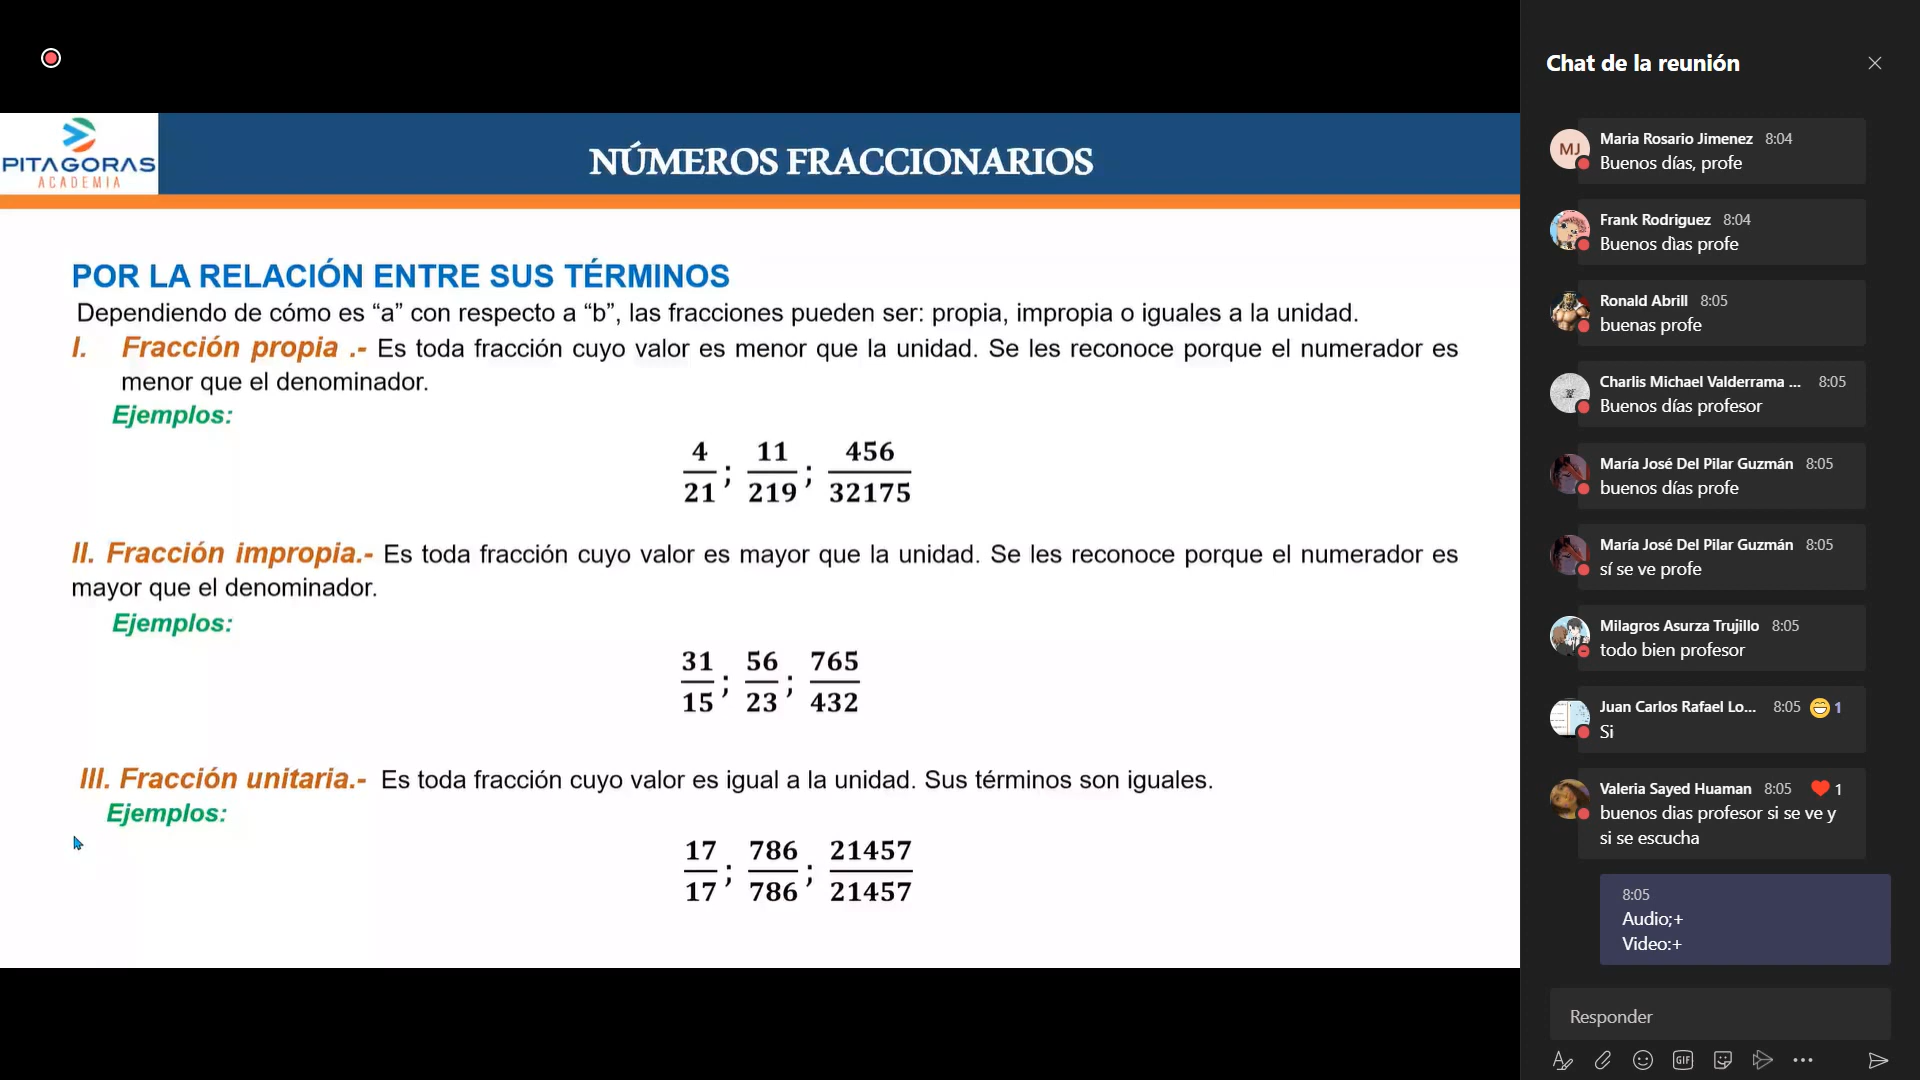 PITAGORAS
ACADEMIA
NÚMEROS FRACCIONARIOS
POR LA RELACIÓN ENTRE SUS TÉRMINOS
Dependiendo de cómo es “a” con respecto a “b”, las fracciones pueden ser: propia, impropia o iguales a la unidad.
I. Fracción propia .- Es toda fracción cuyo valor es menor que la unidad. Se les reconoce porque el numerador es
menor que el denominador.
Ejemplos:
4/21 ; 11/219 ; 456/32175
II. Fracción impropia.- Es toda fracción cuyo valor es mayor que la unidad. Se les reconoce porque el numerador es
mayor que el denominador.
Ejemplos:
31/15 ; 56/23 ; 765/432
III. Fracción unitaria.- Es toda fracción cuyo valor es igual a la unidad. Sus términos son iguales.
Ejemplos:
17/17 ; 786/786 ; 21457/21457
Chat de la reunión
MJ
Maria Rosario Jimenez 8:04
Buenos días, profe
Frank Rodriguez 8:04
Buenos dìas profe
Ronald Abrill 8:05
buenas profe
Charlis Michael Valderrama ... 8:05
Buenos días profesor
María José Del Pilar Guzmán 8:05
buenos días profe
María José Del Pilar Guzmán 8:05
sí se ve profe
Milagros Asurza Trujillo 8:05
todo bien profesor
Juan Carlos Rafael Lo... 8:05 1
Si
Valeria Sayed Huaman 8:05 1
buenos dias profesor si se ve y
si se escucha
8:05
Audio;+
Video:+
Responder
GIF